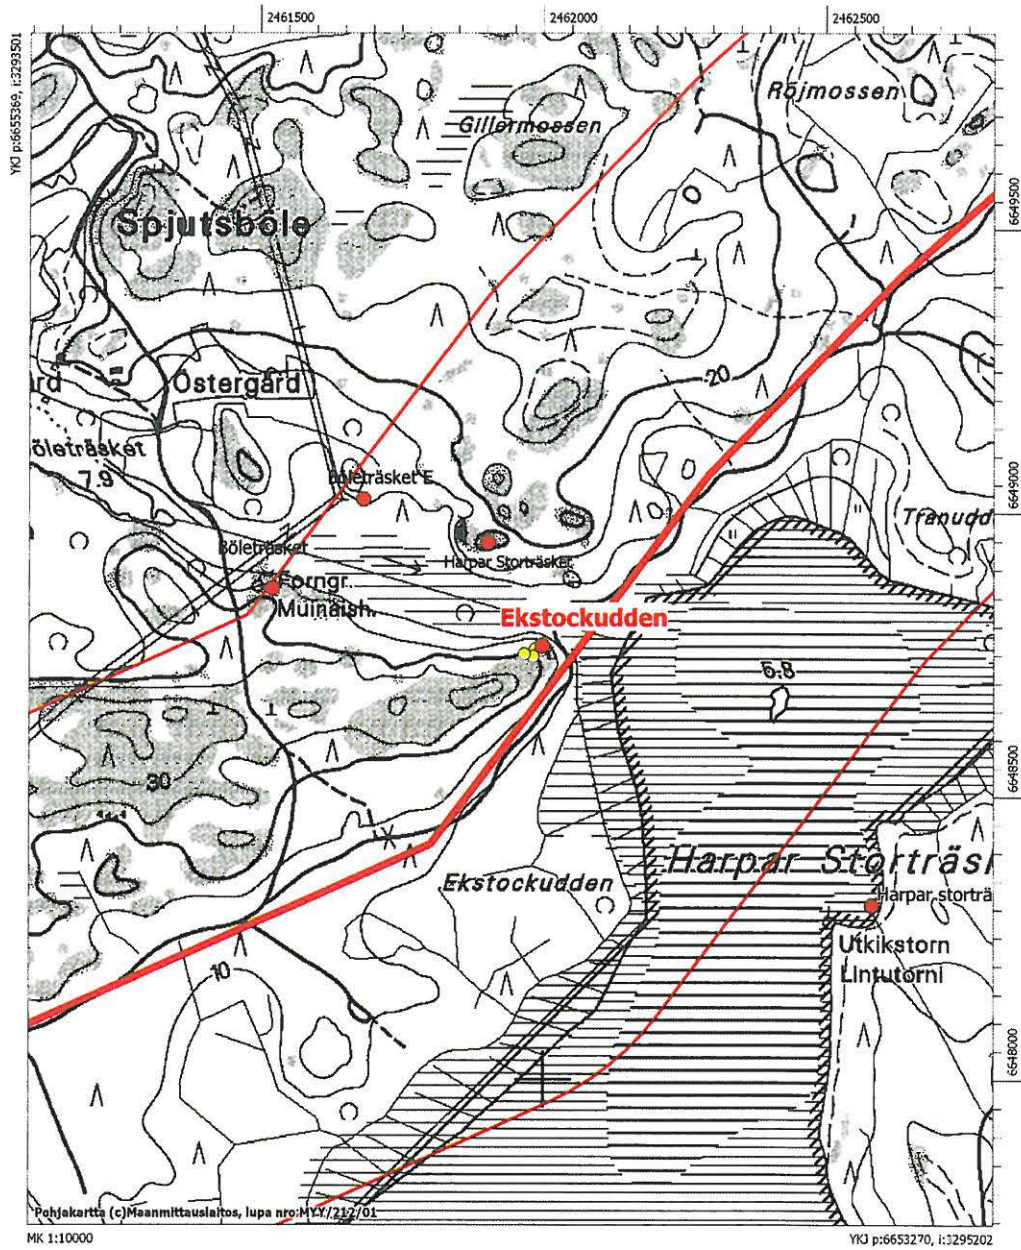 2461500
2462000
2462500
YKJ p:6655369, i:3293501
Röjmossen
Gillermossen
6649500
Spjutsböle
20
Östergård
öleträsket
7.9
Böleträsket E
6649000
Tranudd
Harpar Storträsket
Böleträsket
Forngr.
Muinaish.
Ekstockudden
6.8
30
6648500
Harpar Storträsk
Ekstockudden
Harpar storträ
Utkikstorn
Lintutorni
10
6648000
Pohjakartta (c)Maanmittauslaitos, lupa nro MYY/212/01
MK 1:10000
YKJ p:6653270, i:3295202